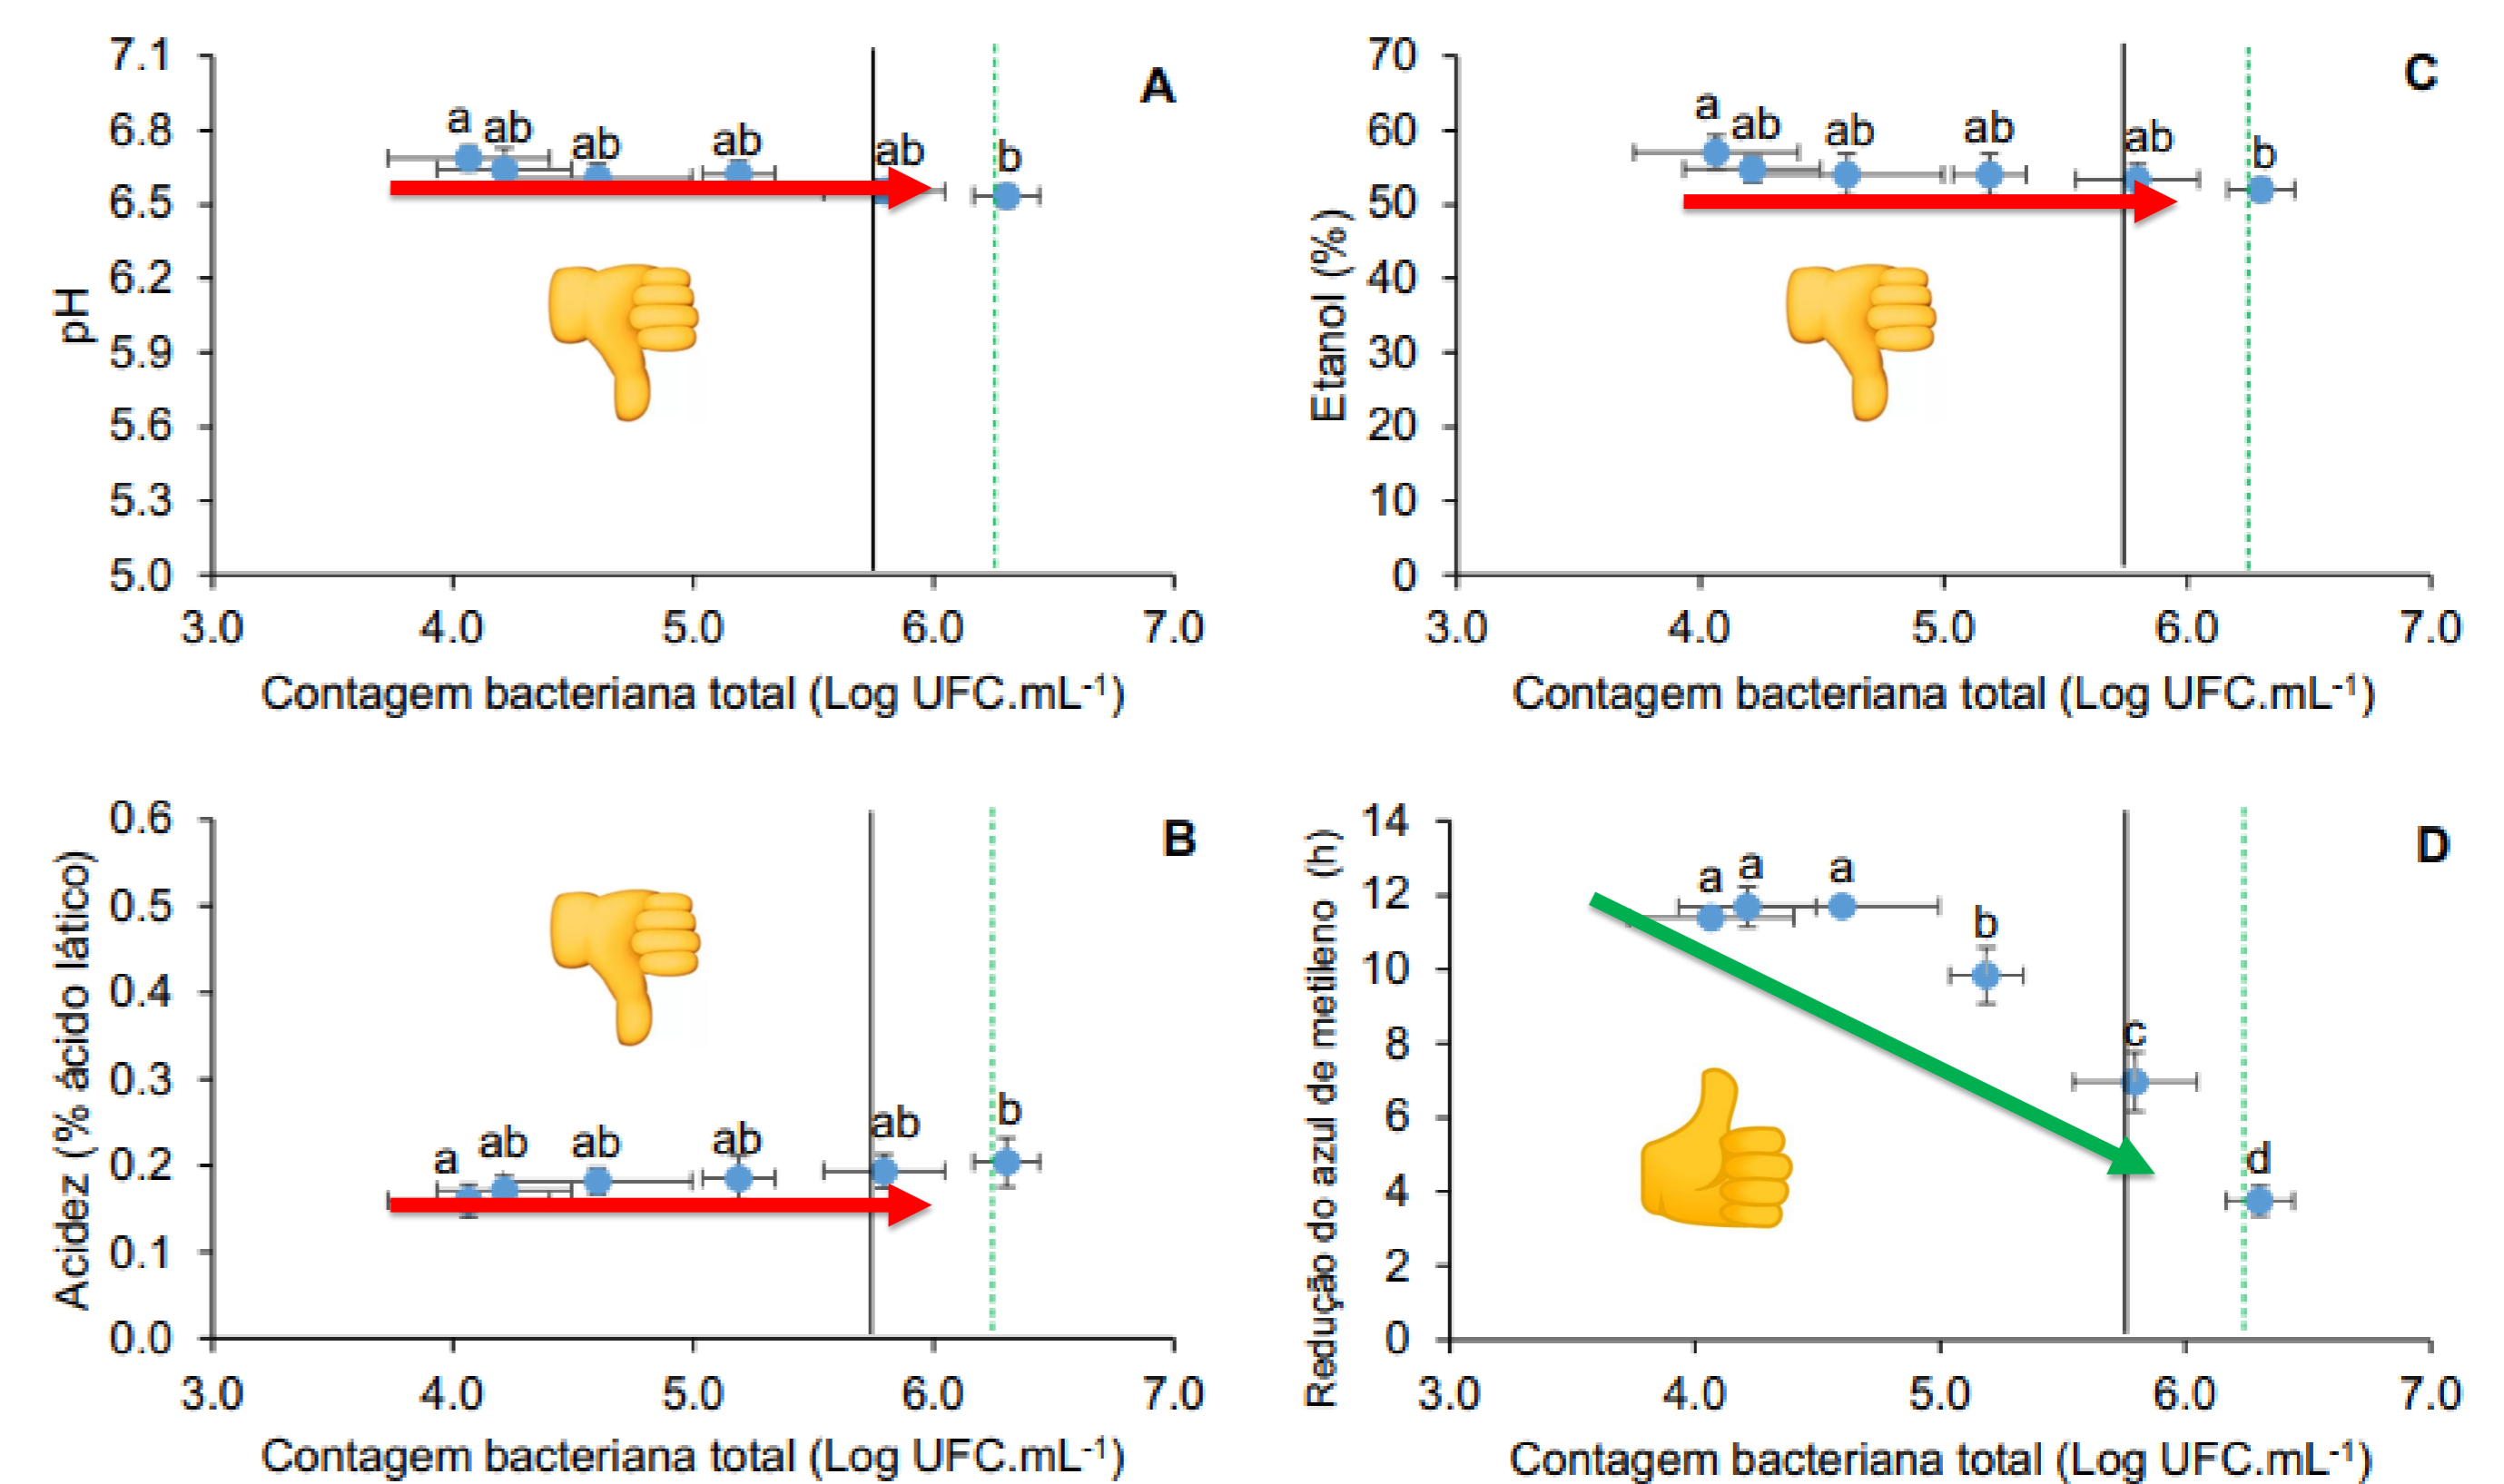 A
7.1
6.8
6.5
6.2
5.9
5.6
5.3
5.0
pH
a
ab
ab
ab
ab
b
3.0
4.0
5.0
6.0
7.0
Contagem bacteriana total (Log UFC.mL⁻¹)
C
70
60
50
40
30
20
10
0
Etanol (%)
a
ab
ab
ab
ab
b
3.0
4.0
5.0
6.0
7.0
Contagem bacteriana total (Log UFC.mL⁻¹)
B
0.6
0.5
0.4
0.3
0.2
0.1
0.0
Acidez (% ácido lático)
a
ab
ab
ab
ab
b
3.0
4.0
5.0
6.0
7.0
Contagem bacteriana total (Log UFC.mL⁻¹)
D
14
12
10
8
6
4
2
0
Redução do azul de metileno (h)
a
a
a
b
c
d
3.0
4.0
5.0
6.0
7.0
Contagem bacteriana total (Log UFC.mL⁻¹)